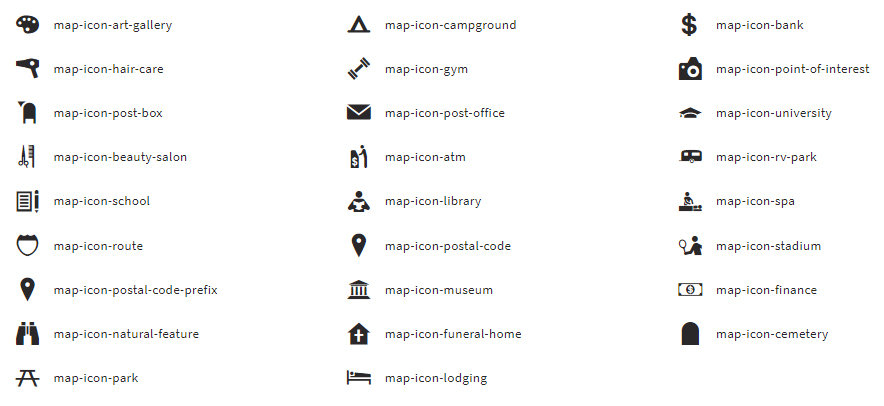 map-icon-art-gallery
map-icon-campground
map-icon-bank
map-icon-hair-care
map-icon-gym
map-icon-point-of-interest
map-icon-post-box
map-icon-post-office
map-icon-university
map-icon-beauty-salon
map-icon-atm
map-icon-rv-park
map-icon-school
map-icon-library
map-icon-spa
map-icon-route
map-icon-postal-code
map-icon-stadium
map-icon-postal-code-prefix
map-icon-museum
map-icon-finance
map-icon-natural-feature
map-icon-funeral-home
map-icon-cemetery
map-icon-park
map-icon-lodging